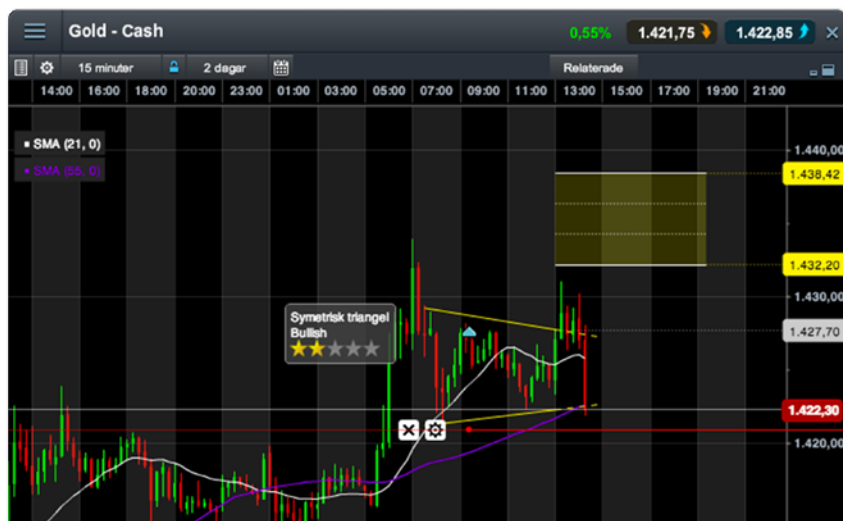 Gold - Cash
0,55%
1.421,75
1.422,85
15 minuter
2 dagar
Relaterade
14:00 16:00 18:00 20:00 23:00 01:00 03:00 05:00 07:00 09:00 11:00 13:00 15:00 17:00 19:00 21:00
SMA (21, 0)
SMA (55, 0)
1.440,00
1.438,42
1.432,20
1.430,00
Symetrisk triangel
Bullish
1.427,70
1.422,30
1.420,00